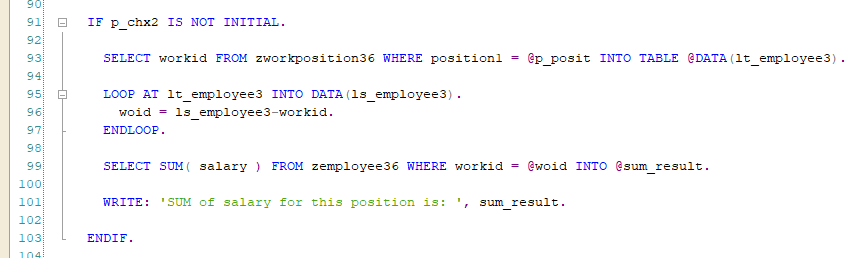 90
91 IF p_chx2 IS NOT INITIAL.
92
93 SELECT workid FROM zworkposition36 WHERE position1 = @p_posit INTO TABLE @DATA(lt_employee3).
94
95 LOOP AT lt_employee3 INTO DATA(ls_employee3).
96 woid = ls_employee3-workid.
97 ENDLOOP.
98
99 SELECT SUM( salary ) FROM zemployee36 WHERE workid = @woid INTO @sum_result.
100
101 WRITE: 'SUM of salary for this position is: ', sum_result.
102
103 ENDIF.
104